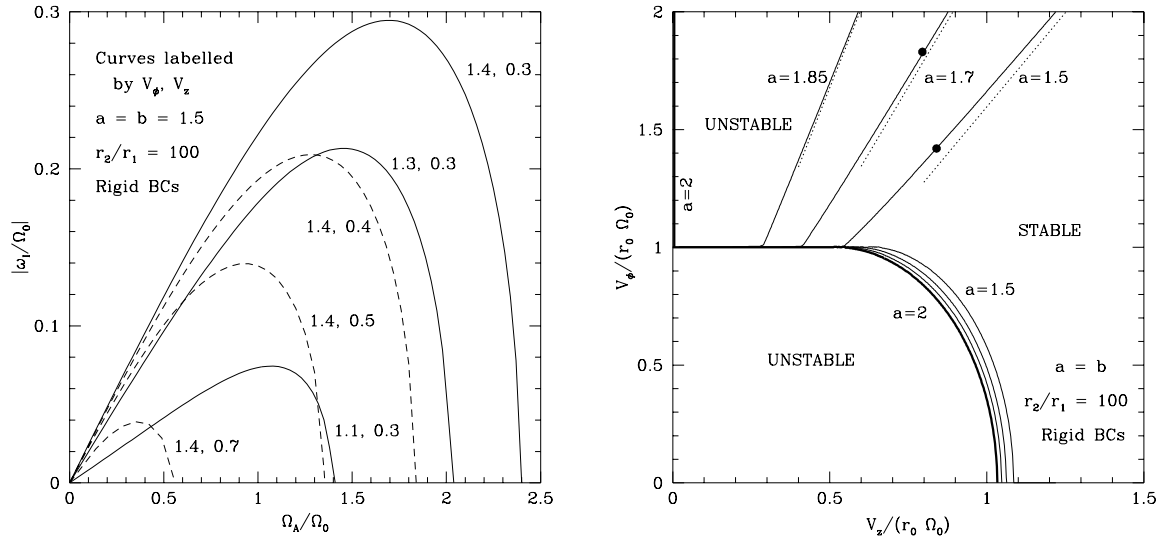 0.3
0.2
0.1
0
|ω_I/Ω_0|
Curves labelled
by V_ϕ, V_z
a = b = 1.5
r_2/r_1 = 100
Rigid BCs
1.4, 0.3
1.3, 0.3
1.4, 0.4
1.4, 0.5
1.1, 0.3
1.4, 0.7
0 0.5 1 1.5 2 2.5
Ω_A/Ω_0
2
1.5
1
0.5
0
V_ϕ/(r_0 Ω_0)
a=1.85
a=1.7
a=1.5
UNSTABLE
a=2
STABLE
a=1.5
a=2
UNSTABLE
a = b
r_2/r_1 = 100
Rigid BCs
0 0.5 1 1.5
V_z/(r_0 Ω_0)